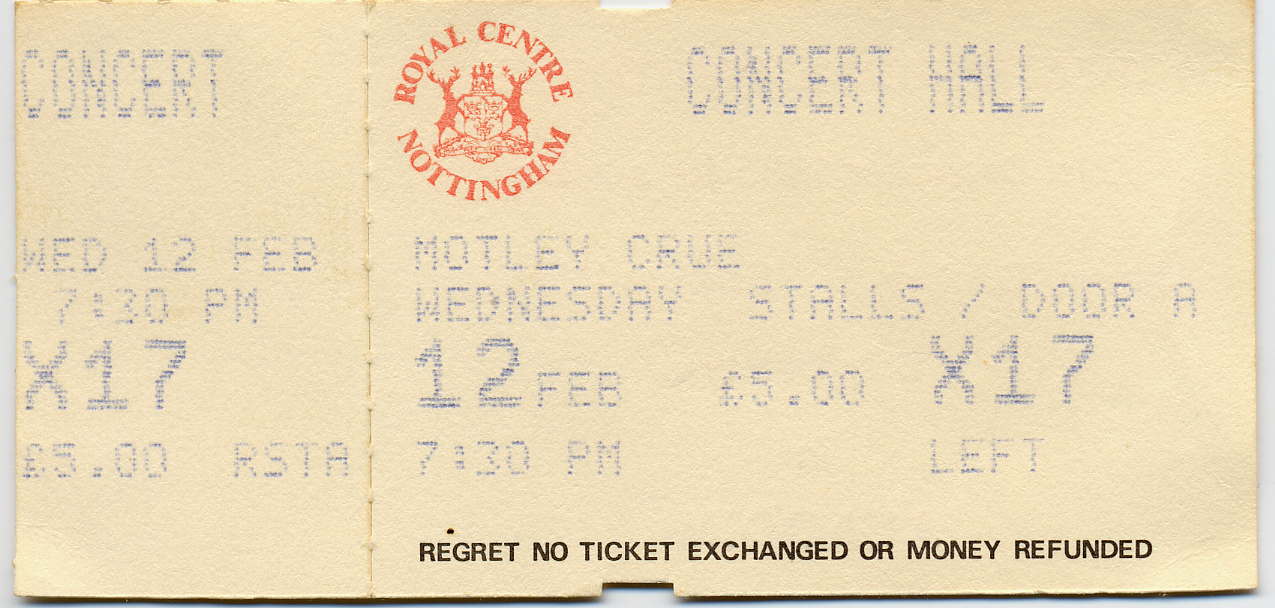 CONCERT
WED 12 FEB
7:30 PM
X17
£5.00 RSTA
ROYAL CENTRE
NOTTINGHAM
CONCERT HALL
MOTLEY CRUE
WEDNESDAY STALLS / DOOR A
12 FEB £5.00 X17
7:30 PM LEFT
REGRET NO TICKET EXCHANGED OR MONEY REFUNDED